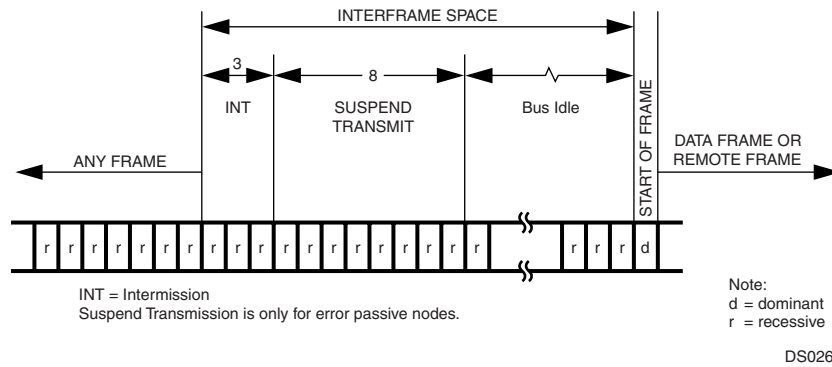 INTERFRAME SPACE
3
8
INT
SUSPEND
TRANSMIT
Bus Idle
START OF FRAME
ANY FRAME
DATA FRAME OR
REMOTE FRAME
r r r r r r r r r r r r r r r r r r r r r r d
INT = Intermission
Suspend Transmission is only for error passive nodes.
Note:
d = dominant
r = recessive
DS026